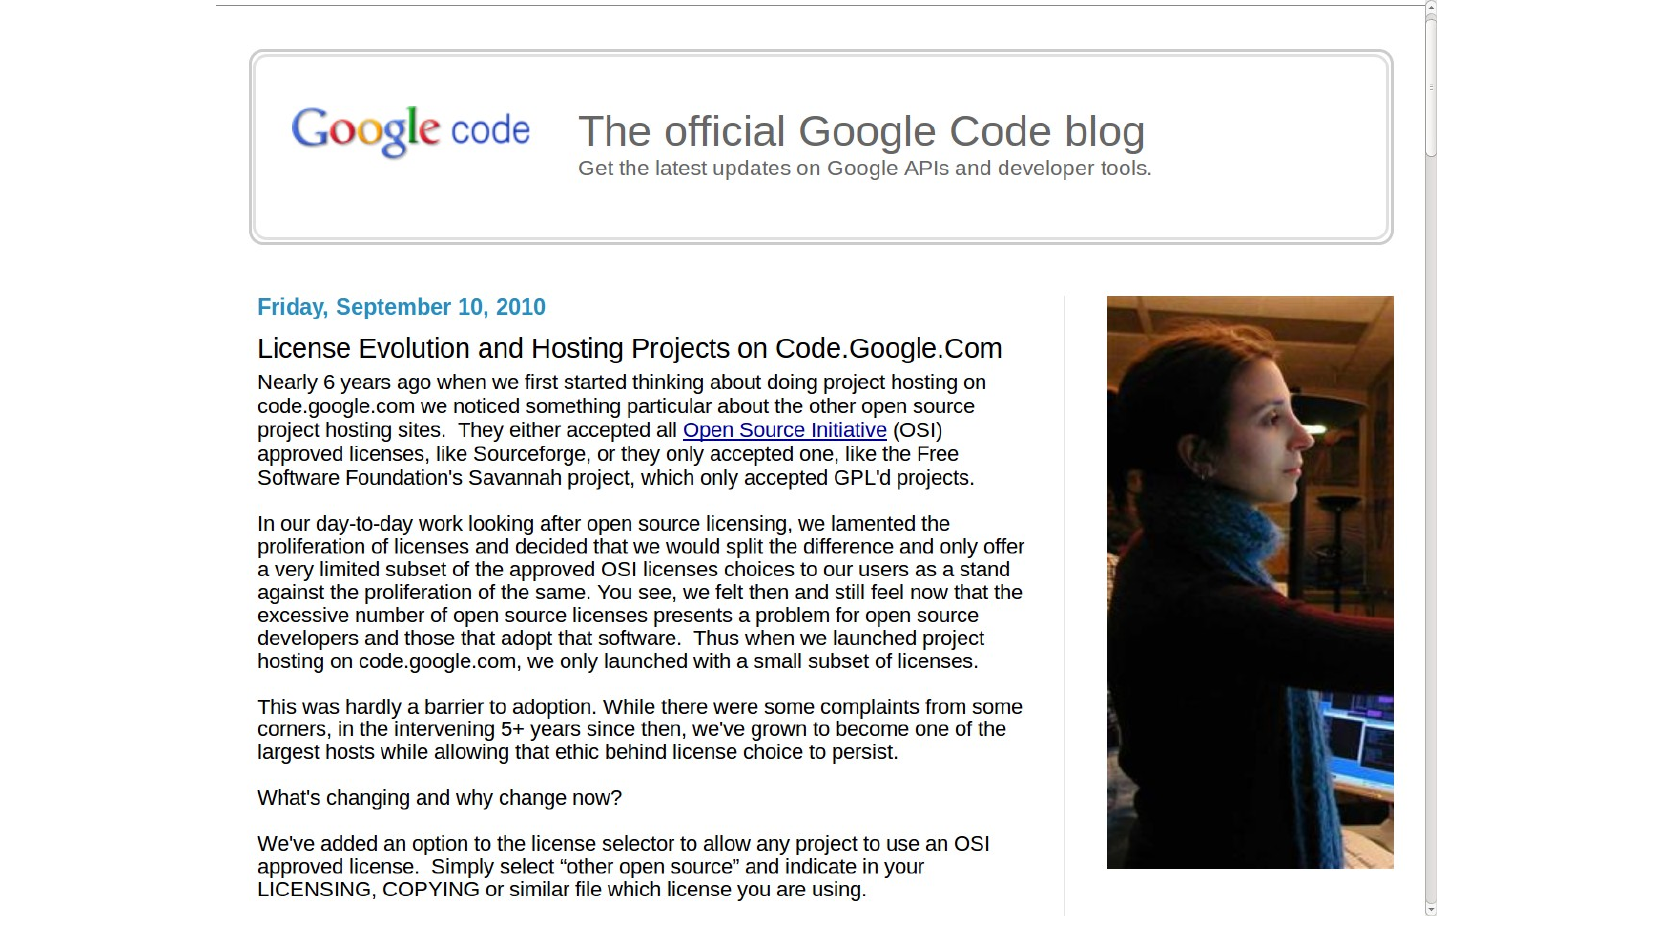 Google code
The official Google Code blog
Get the latest updates on Google APIs and developer tools.
Friday, September 10, 2010
License Evolution and Hosting Projects on Code.Google.Com
Nearly 6 years ago when we first started thinking about doing project hosting on
code.google.com we noticed something particular about the other open source
project hosting sites.  They either accepted all Open Source Initiative (OSI)
approved licenses, like Sourceforge, or they only accepted one, like the Free
Software Foundation's Savannah project, which only accepted GPL'd projects.
In our day-to-day work looking after open source licensing, we lamented the
proliferation of licenses and decided that we would split the difference and only offer
a very limited subset of the approved OSI licenses choices to our users as a stand
against the proliferation of the same. You see, we felt then and still feel now that the
excessive number of open source licenses presents a problem for open source
developers and those that adopt that software.  Thus when we launched project
hosting on code.google.com, we only launched with a small subset of licenses.
This was hardly a barrier to adoption. While there were some complaints from some
corners, in the intervening 5+ years since then, we've grown to become one of the
largest hosts while allowing that ethic behind license choice to persist.
What's changing and why change now?
We've added an option to the license selector to allow any project to use an OSI
approved license.  Simply select “other open source” and indicate in your
LICENSING, COPYING or similar file which license you are using.